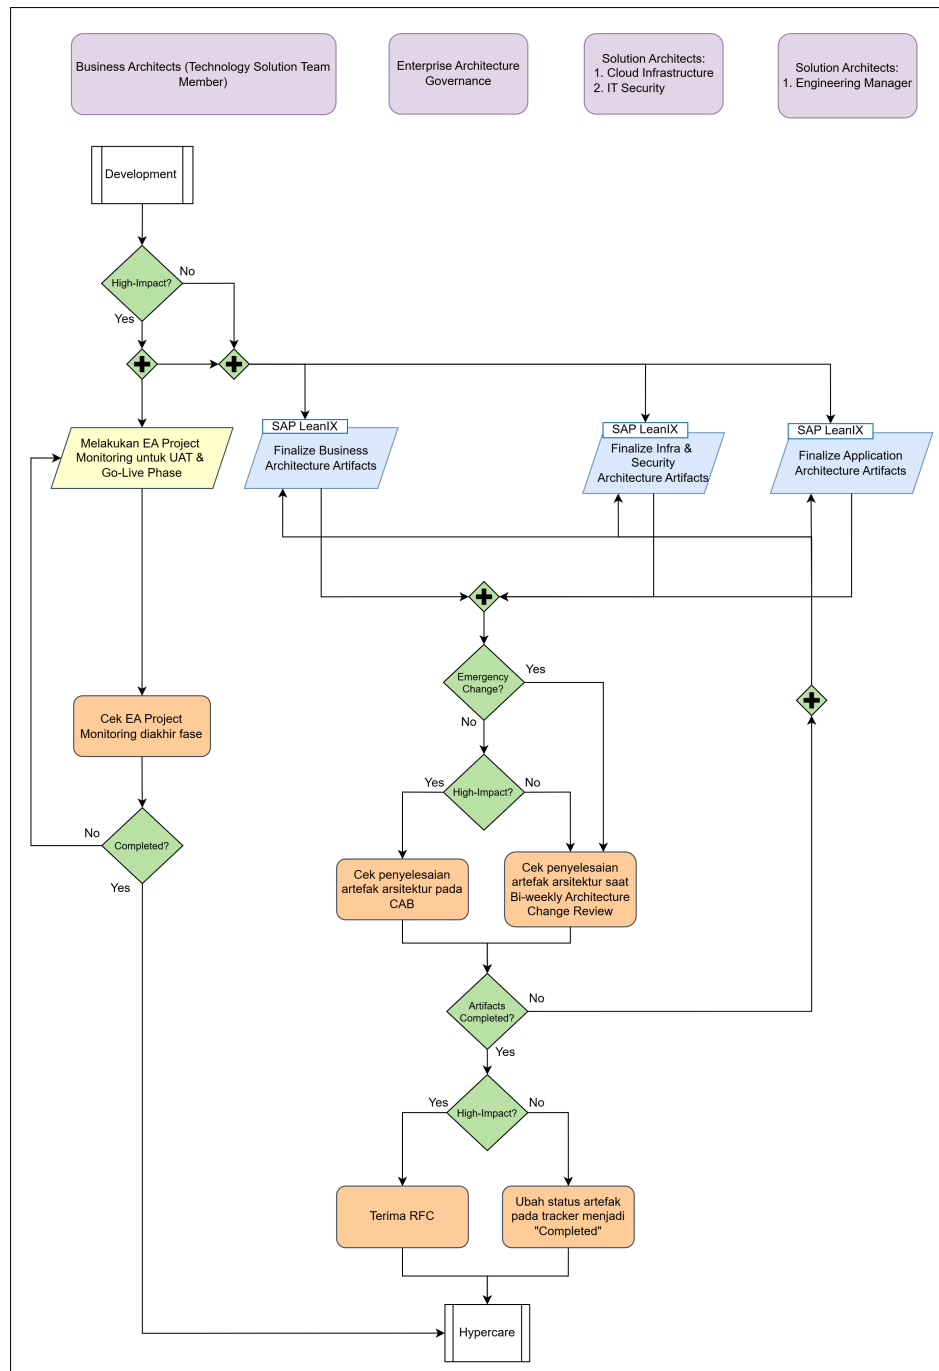 Business Architects (Technology Solution Team
Member)
Enterprise Architecture
Governance
Solution Architects:
1. Cloud Infrastructure
2. IT Security
Solution Architects:
1. Engineering Manager
Development
High-Impact?
No
Yes
SAP LeanIX
SAP LeanIX
SAP LeanIX
Melakukan EA Project
Monitoring untuk UAT &
Go-Live Phase
Finalize Business
Architecture Artifacts
Finalize Infra &
Security
Architecture Artifacts
Finalize Application
Architecture Artifacts
Emergency
Change?
Yes
No
Cek EA Project
Monitoring diakhir fase
High-Impact?
Yes
No
Completed?
No
Yes
Cek penyelesaian
artefak arsitektur pada
CAB
Cek penyelesaian
artefak arsitektur saat
Bi-weekly Architecture
Change Review
Artifacts
Completed?
No
Yes
High-Impact?
Yes
No
Terima RFC
Ubah status artefak
pada tracker menjadi
"Completed"
Hypercare